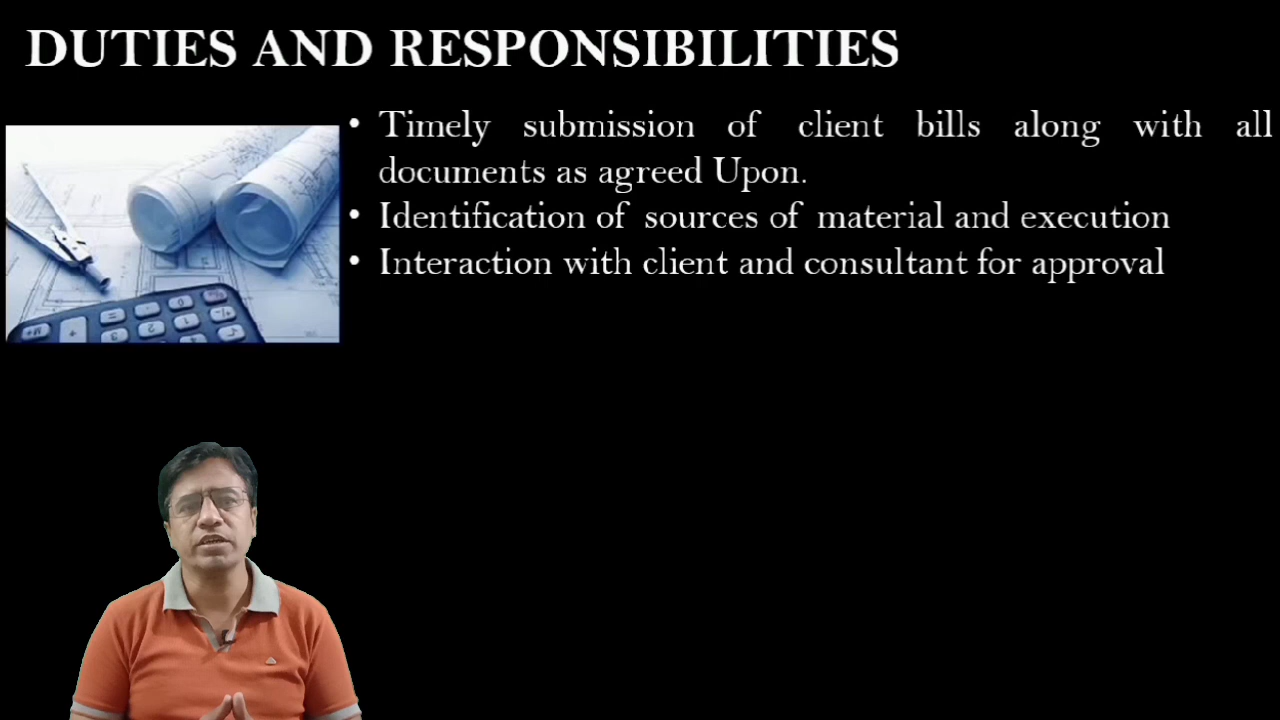 DUTIES AND RESPONSIBILITIES
• Timely submission of client bills along with all
documents as agreed Upon.
• Identification of sources of material and execution
• Interaction with client and consultant for approval